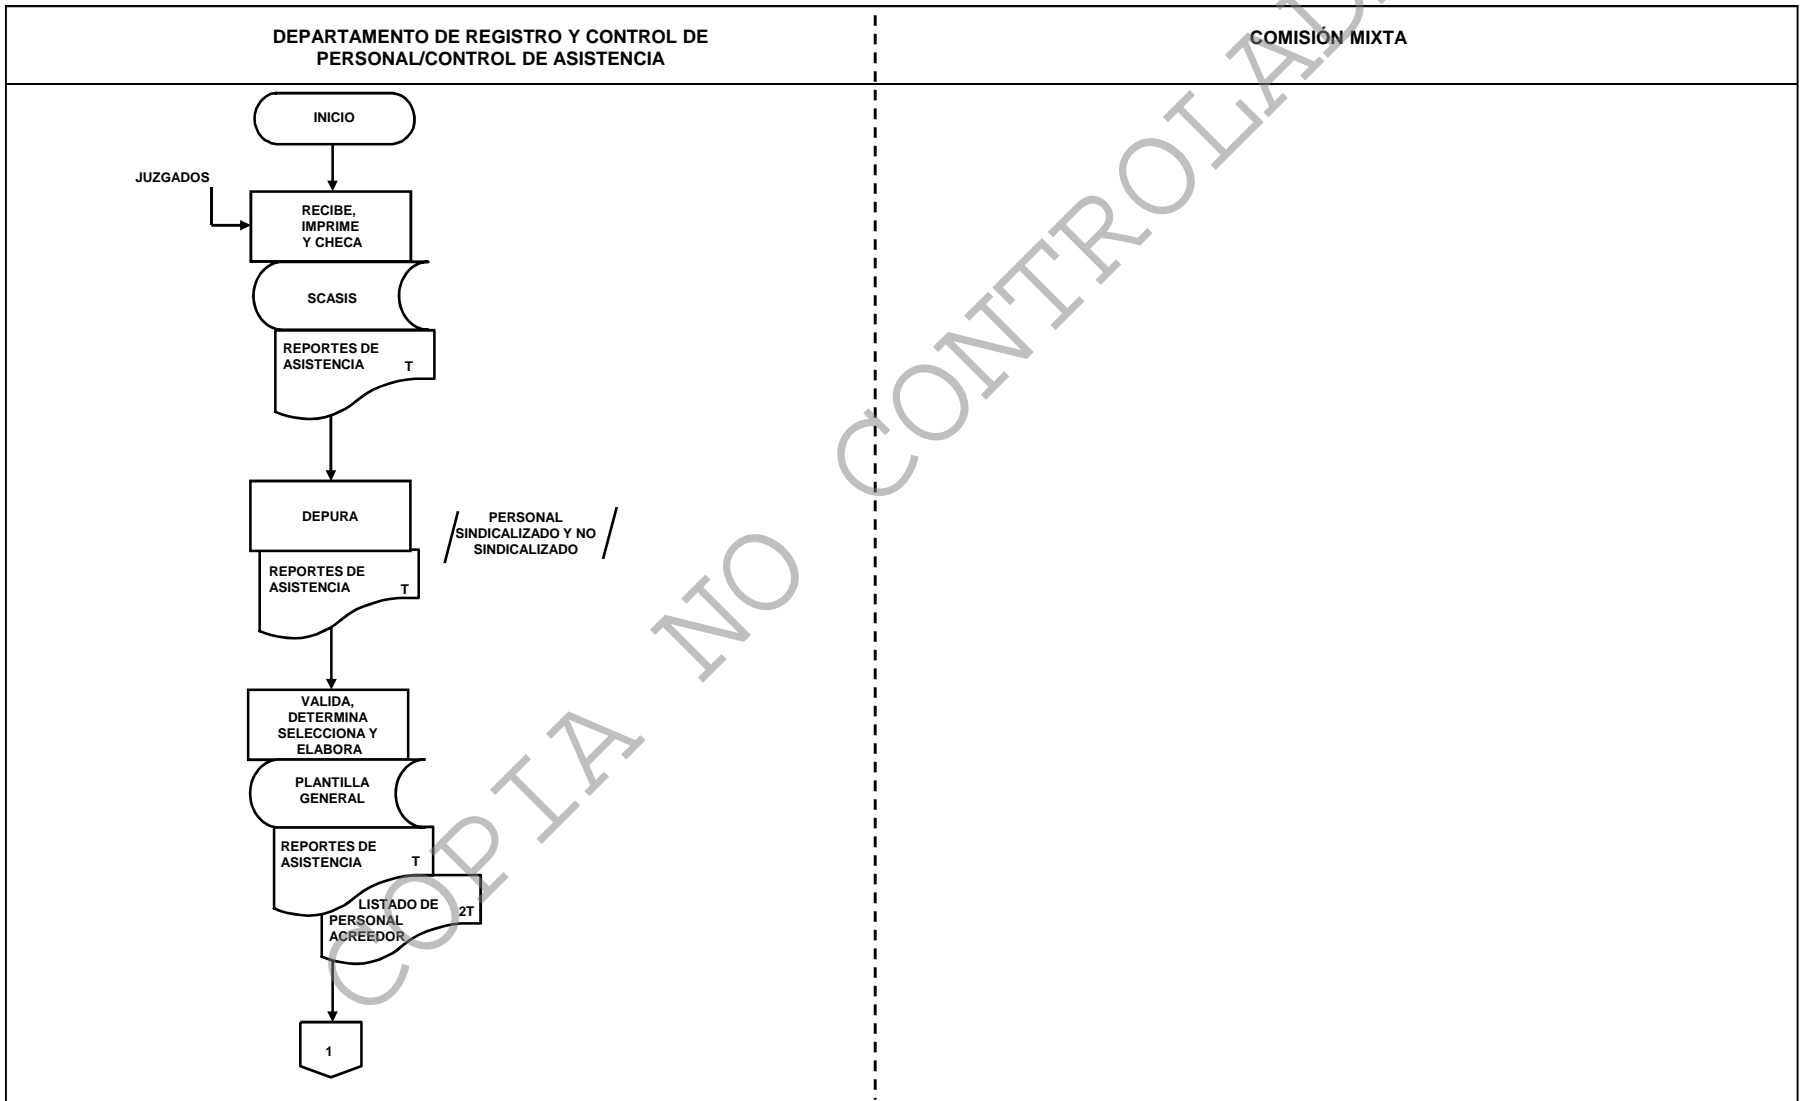 DEPARTAMENTO DE REGISTRO Y CONTROL DE
PERSONAL/CONTROL DE ASISTENCIA
COMISIÓN MIXTA
INICIO
JUZGADOS
RECIBE,
IMPRIME
Y CHECA
SCASIS
REPORTES DE
ASISTENCIA T
DEPURA
PERSONAL
SINDICALIZADO Y NO
SINDICALIZADO
REPORTES DE
ASISTENCIA T
VALIDA,
DETERMINA
SELECCIONA Y
ELABORA
PLANTILLA
GENERAL
REPORTES DE
ASISTENCIA T
LISTADO DE
PERSONAL 2T
ACREEDOR
1
COPIA NO CONTROLAD